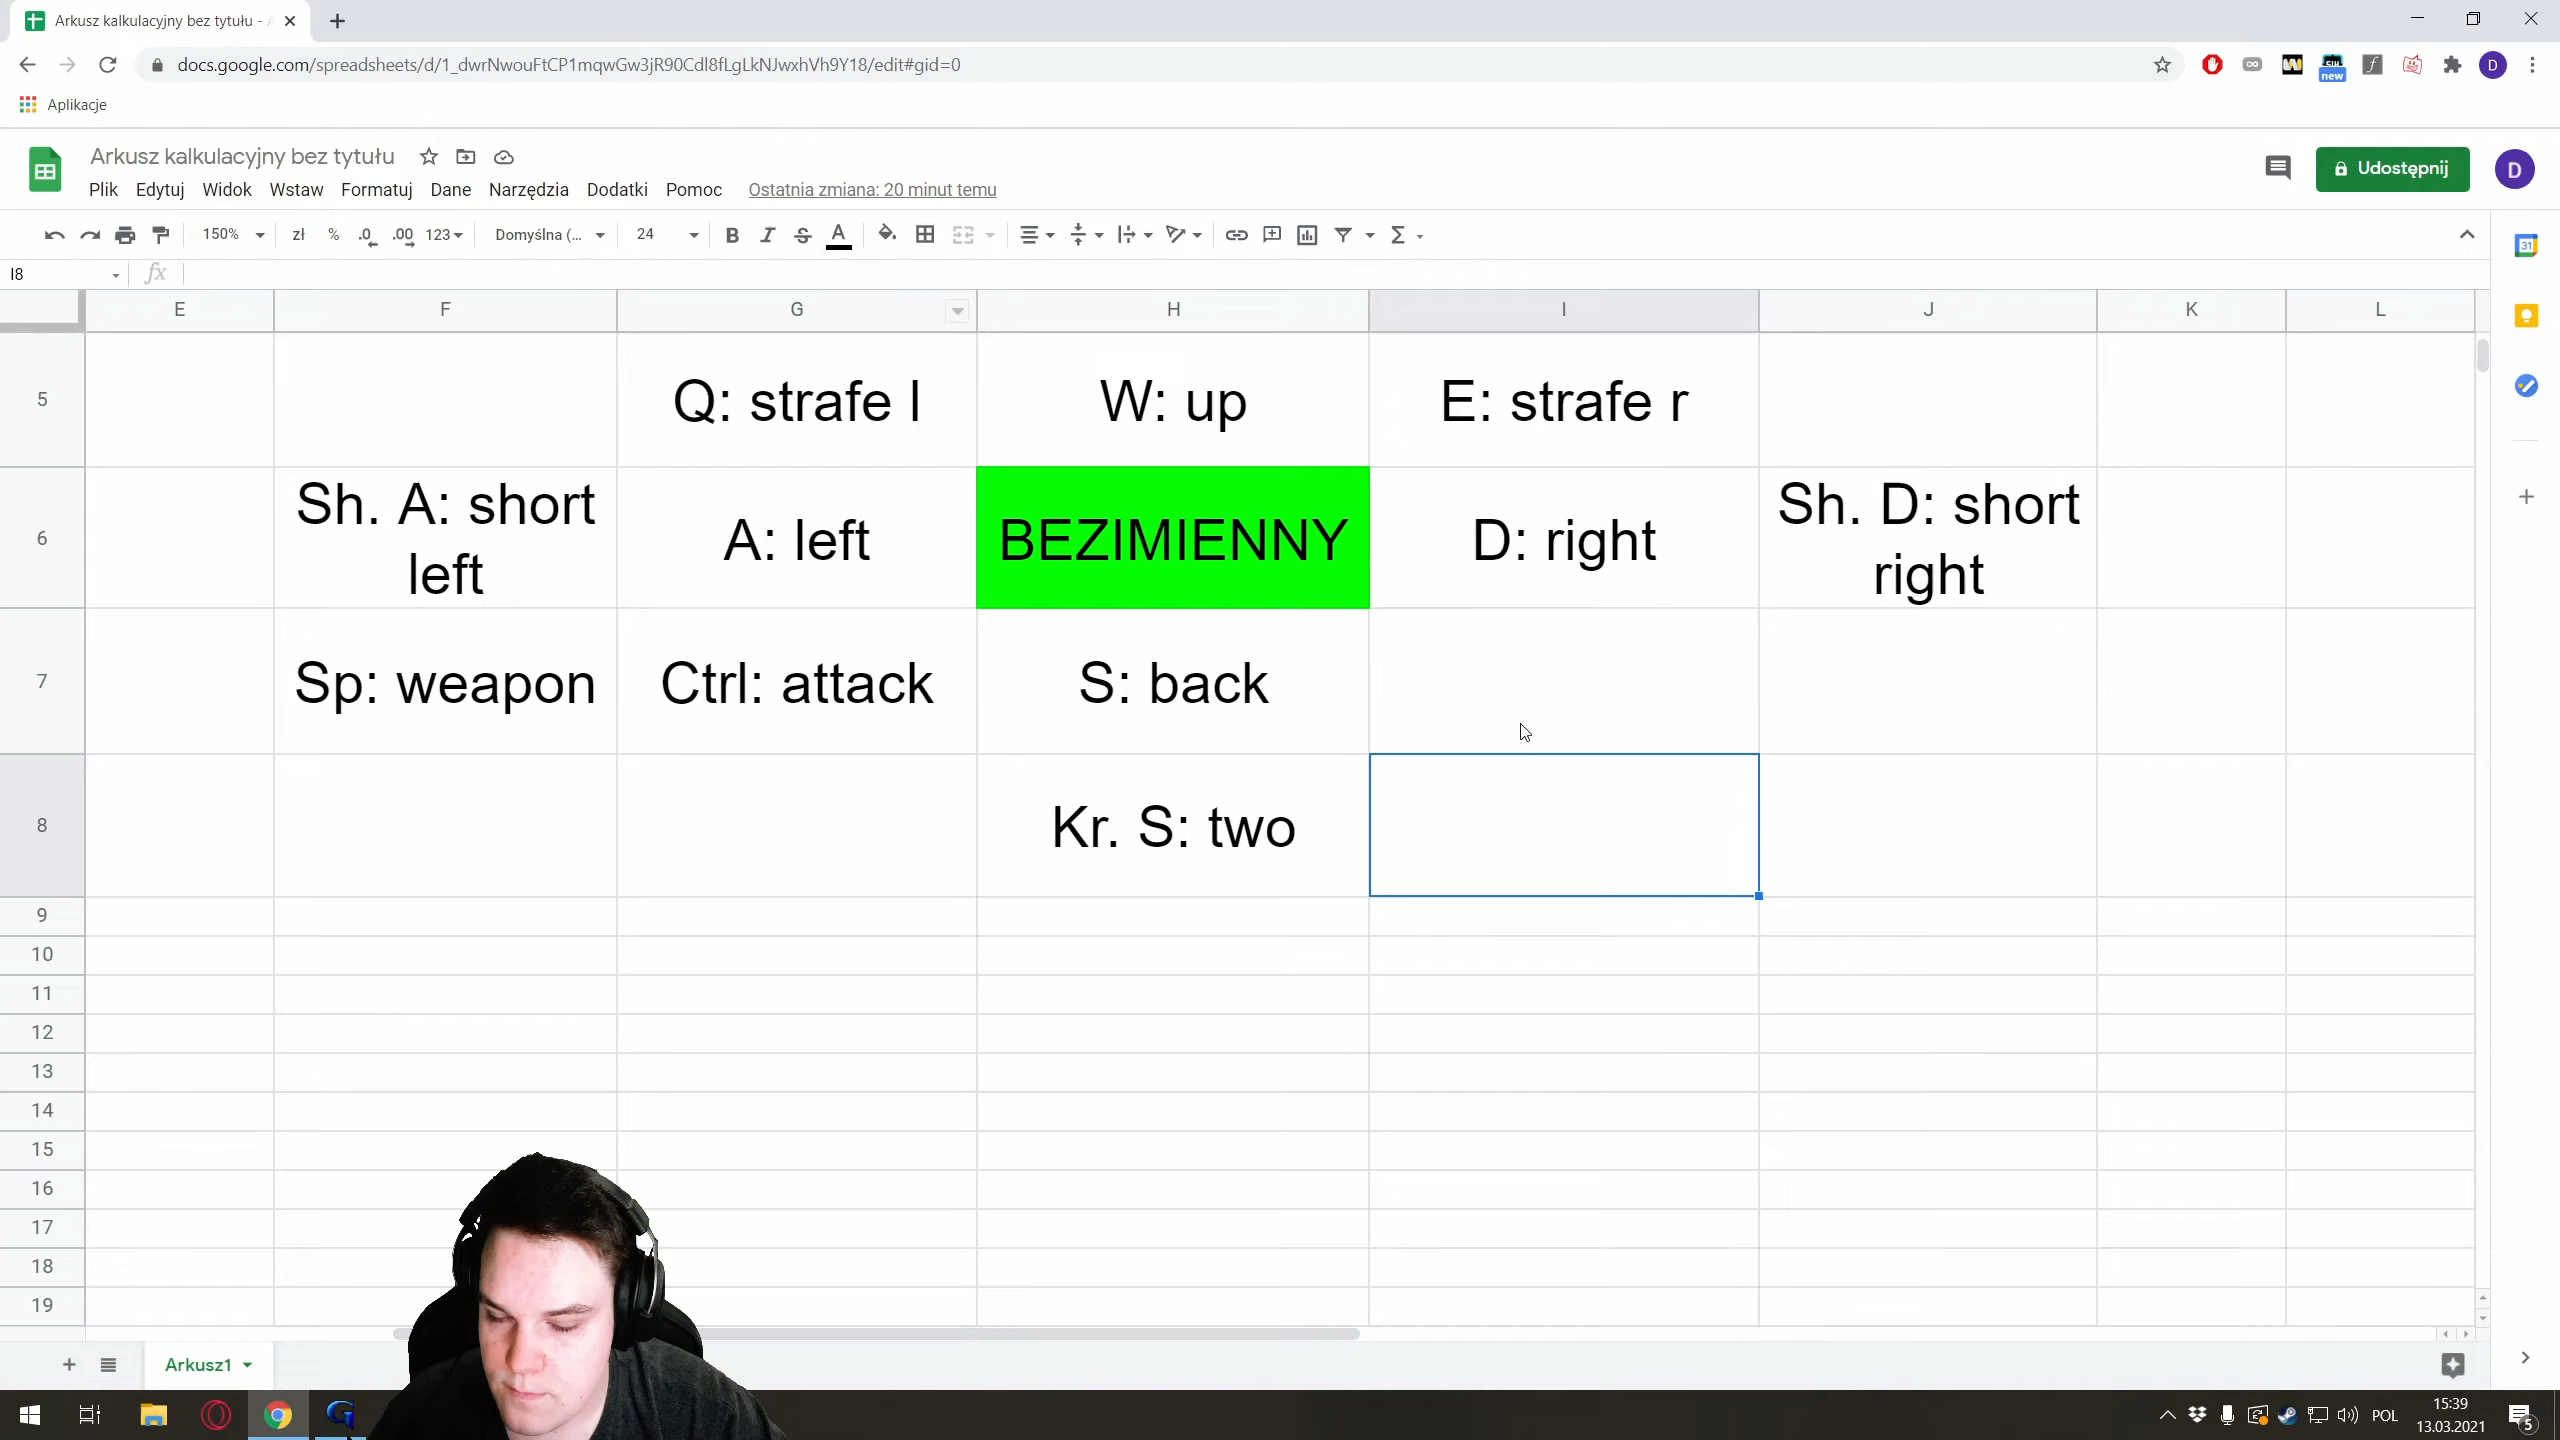 Arkusz kalkulacyjny bez tytułu - A
docs.google.com/spreadsheets/d/1_dwrNwouFtCP1mqwGw3jR90Cdl8fLgLkNJwxhVh9Y18/edit#gid=0
new
D
Aplikacje
Arkusz kalkulacyjny bez tytułu
Plik Edytuj Widok Wstaw Formatuj Dane Narzędzia Dodatki Pomoc Ostatnia zmiana: 20 minut temu
Udostępnij
D
150% zł % .0 .00 123 Domyślna (... 24 B I S A Σ
31
I8 fx
E F G H I J K L
5 Q: strafe l W: up E: strafe r
6 Sh. A: short left A: left BEZIMIENNY D: right Sh. D: short right
7 Sp: weapon Ctrl: attack S: back
8 Kr. S: two
9
10
11
12
13
14
15
16
17
18
19
Arkusz1
POL
15:39
13.03.2021
5